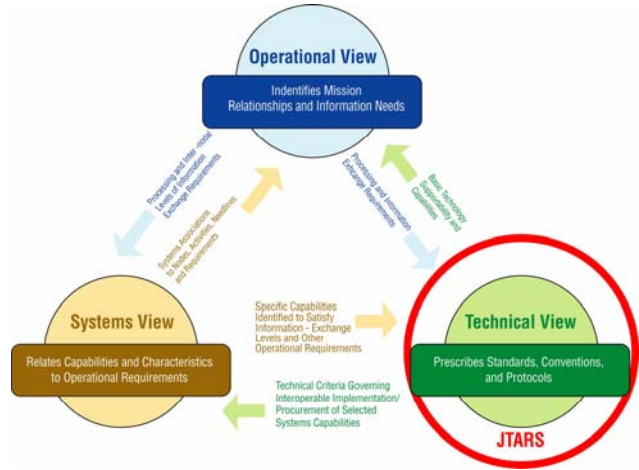 Operational View
Indentifies Mission
Relationships and Information Needs
Processing and Inter-nodal
Levels of Information
Exchange Requirements
Systems Associations
to Nodes, Activities, Needlines
and Requirements
Processing and Information
Exhcange Requirements
Basic Technology
Supportability and
Capabilities
Systems View
Relates Capabilities and Characteristics
to Operational Requirements
Specific Capabilities
Identified to Satisfy
Information - Exchange
Levels and Other
Operational Requirements
Technical View
Prescribes Standards, Conventions,
and Protocols
JTARS
Technical Criteria Governing
Interoperable Implementation/
Procurement of Selected
Systems Capabilities